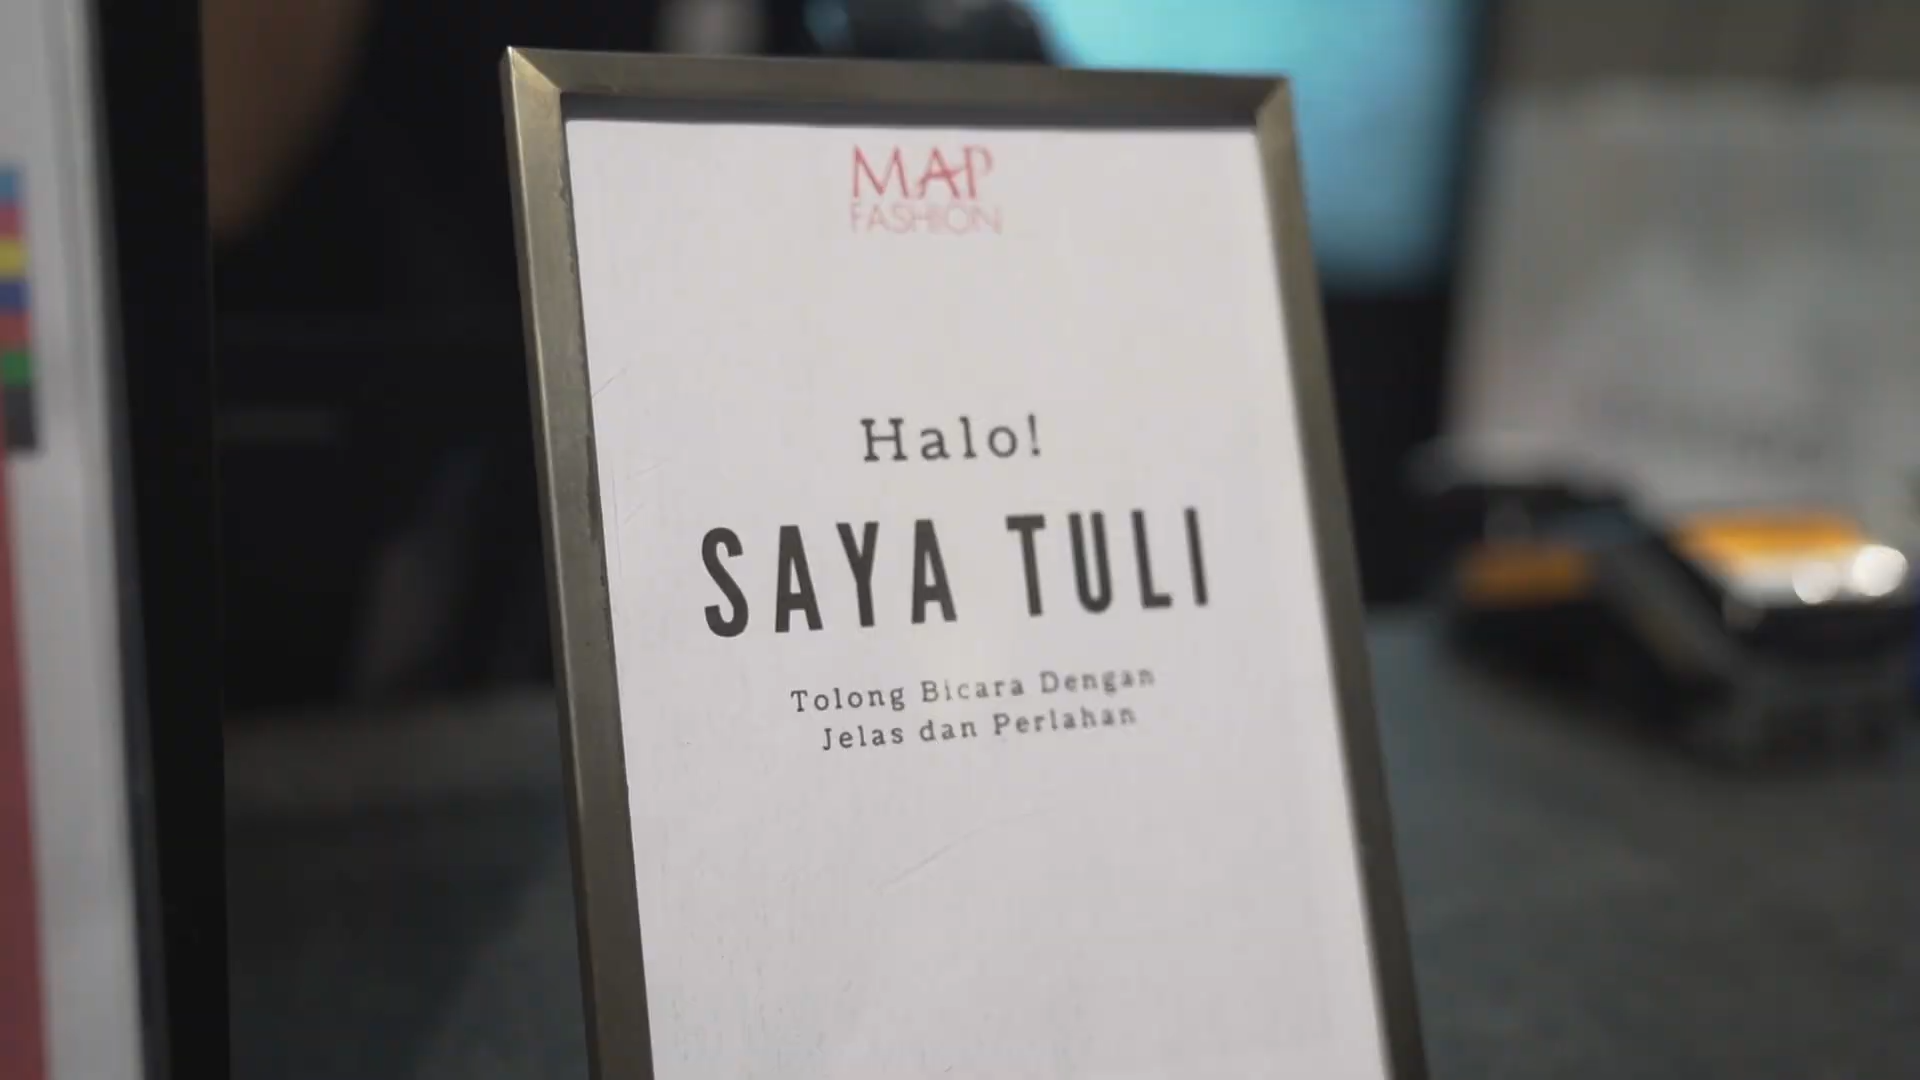 MAP
FASHION
Halo!
SAYA TULI
Tolong Bicara Dengan
Jelas dan Perlahan